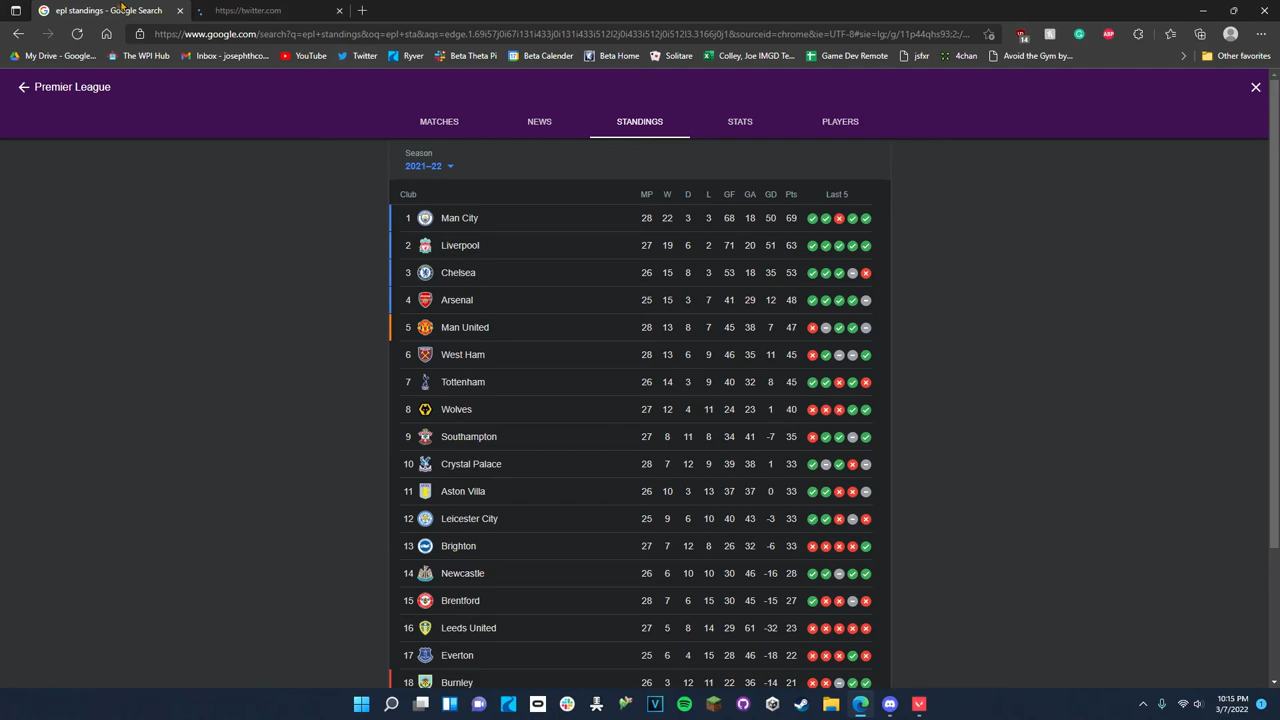 epl standings - Google Search
https://twitter.com
https://www.google.com/search?q=epl+standings&oq=epl+sta&aqs=edge.1.69i57j0i67i131i433j0i131i433i512l2j0i512l3j0i131i433i512l2j0i512l2.3166j0j1&sourceid=chrome&ie=UTF-8#sie=lg;/g/11p44qhs93;2;/...
14
My Drive - Google...
The WPI Hub
Inbox - josephthco...
YouTube
Twitter
Ryver
Beta Theta Pi
Beta Calender
Beta Home
Solitare
Colley, Joe IMGD Te...
Game Dev Remote
jsfxr
4chan
Avoid the Gym by...
Other favorites
Premier League
MATCHES NEWS STANDINGS STATS PLAYERS
Season
2021–22
Club MP W D L GF GA GD Pts Last 5
1 Man City 28 22 3 3 68 18 50 69
2 Liverpool 27 19 6 2 71 20 51 63
3 Chelsea 26 15 8 3 53 18 35 53
4 Arsenal 25 15 3 7 41 29 12 48
5 Man United 28 13 8 7 45 38 7 47
6 West Ham 28 13 6 9 46 35 11 45
7 Tottenham 26 14 3 9 40 32 8 45
8 Wolves 27 12 4 11 24 23 1 40
9 Southampton 27 8 11 8 34 41 -7 35
10 Crystal Palace 28 7 12 9 39 38 1 33
11 Aston Villa 26 10 3 13 37 37 0 33
12 Leicester City 25 9 6 10 40 43 -3 33
13 Brighton 27 7 12 8 26 32 -6 33
14 Newcastle 26 6 10 10 30 46 -16 28
15 Brentford 28 7 6 15 30 45 -15 27
16 Leeds United 27 5 8 14 29 61 -32 23
17 Everton 25 6 4 15 28 46 -18 22
18 Burnley 26 3 12 11 22 36 -14 21
10:15 PM
3/7/2022